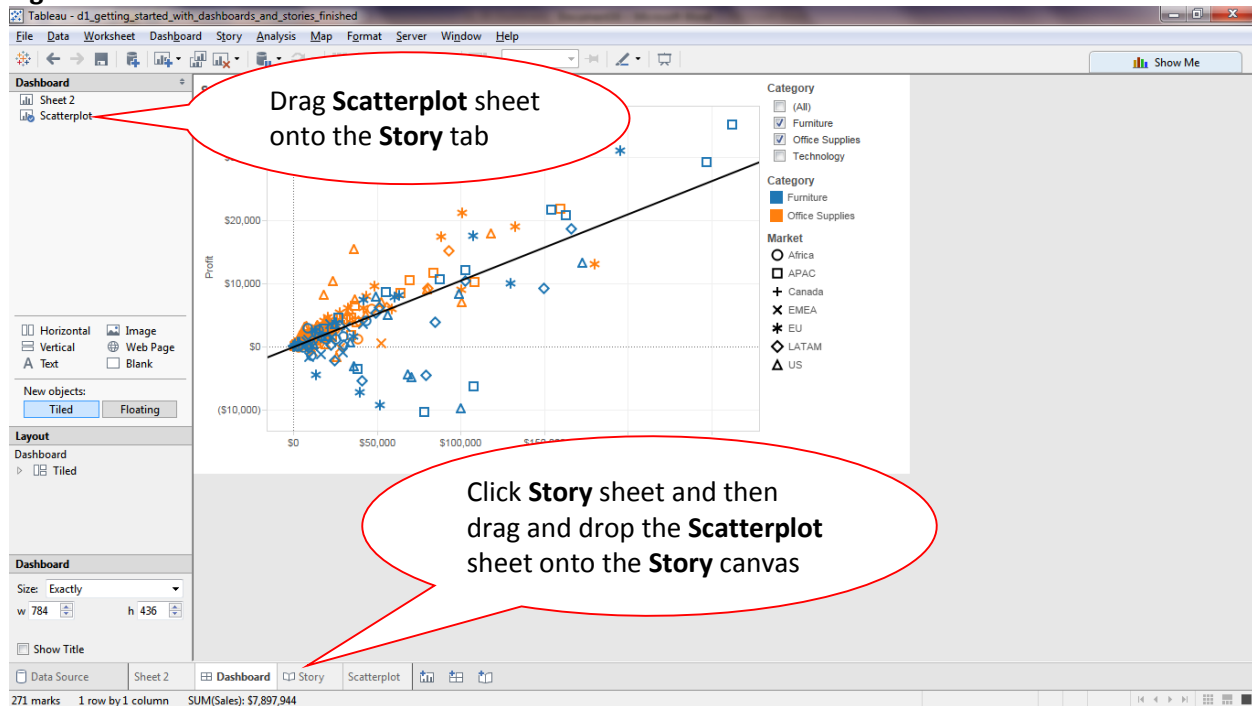 Tableau - d1_getting_started_with_dashboards_and_stories_finished
File Data Worksheet Dashboard Story Analysis Map Format Server Window Help
Show Me
Dashboard
Sheet 2
Scatterplot
Drag Scatterplot sheet
onto the Story tab
Category
(All)
Furniture
Office Supplies
Technology
Category
Furniture
Office Supplies
Market
Africa
APAC
Canada
EMEA
EU
LATAM
US
Profit
$20,000
$10,000
$0
($10,000)
$0 $50,000 $100,000
Horizontal Image
Vertical Web Page
A Text Blank
New objects:
Tiled Floating
Layout
Dashboard
Tiled
Click Story sheet and then
drag and drop the Scatterplot
sheet onto the Story canvas
Dashboard
Size: Exactly
w 784 h 436
Show Title
Data Source Sheet 2 Dashboard Story Scatterplot
271 marks 1 row by 1 column SUM(Sales): $7,897,944